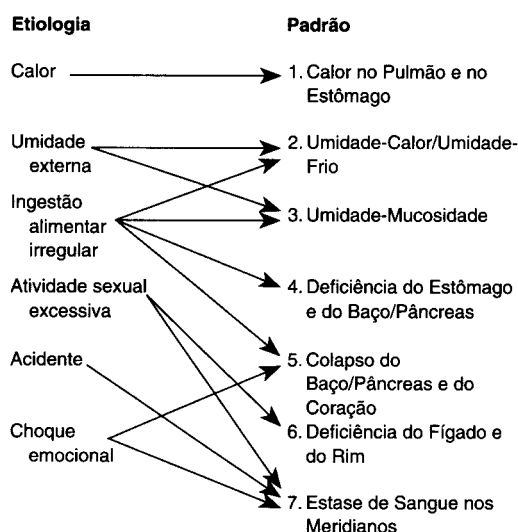 Etiologia
Padrão
Calor
1. Calor no Pulmão e no
Estômago
Umidade
externa
2. Umidade-Calor/Umidade-
Frio
Ingestão
alimentar
irregular
3. Umidade-Mucosidade
Atividade sexual
excessiva
4. Deficiência do Estômago
e do Baço/Pâncreas
Acidente
5. Colapso do
Baço/Pâncreas e do
Coração
Choque
emocional
6. Deficiência do Fígado e
do Rim
7. Estase de Sangue nos
Meridianos